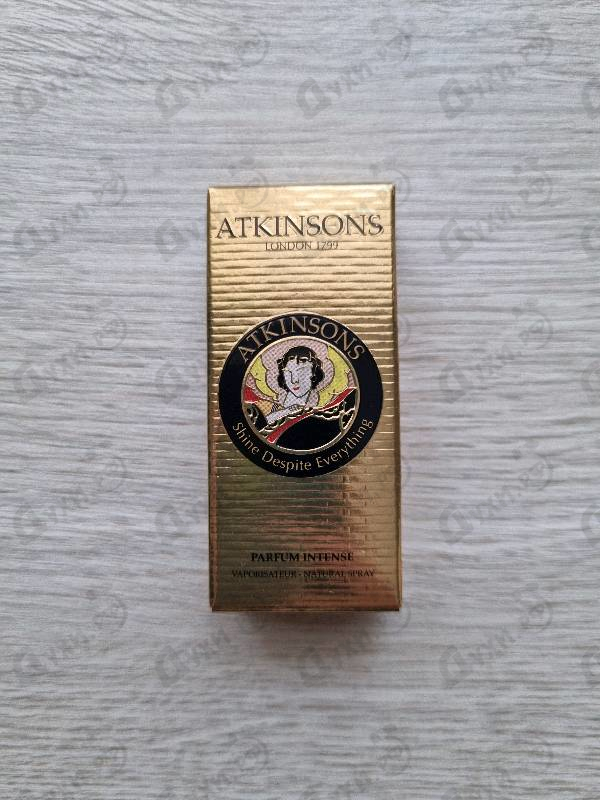 ATKINSONS
LONDON 1799
ATKINSONS
Shine Despite Everything
PARFUM INTENSE
VAPORISATEUR - NATURAL SPRAY